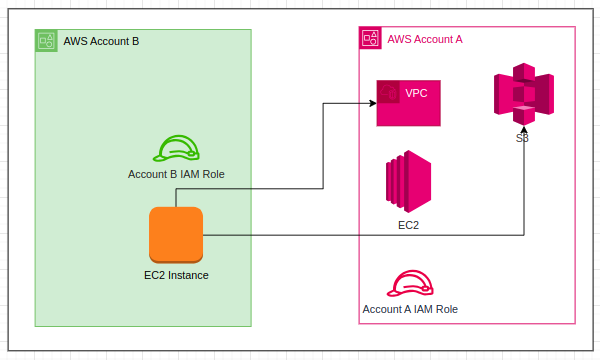 AWS Account B
AWS Account A
VPC
S3
Account B IAM Role
EC2
EC2 Instance
Account A IAM Role